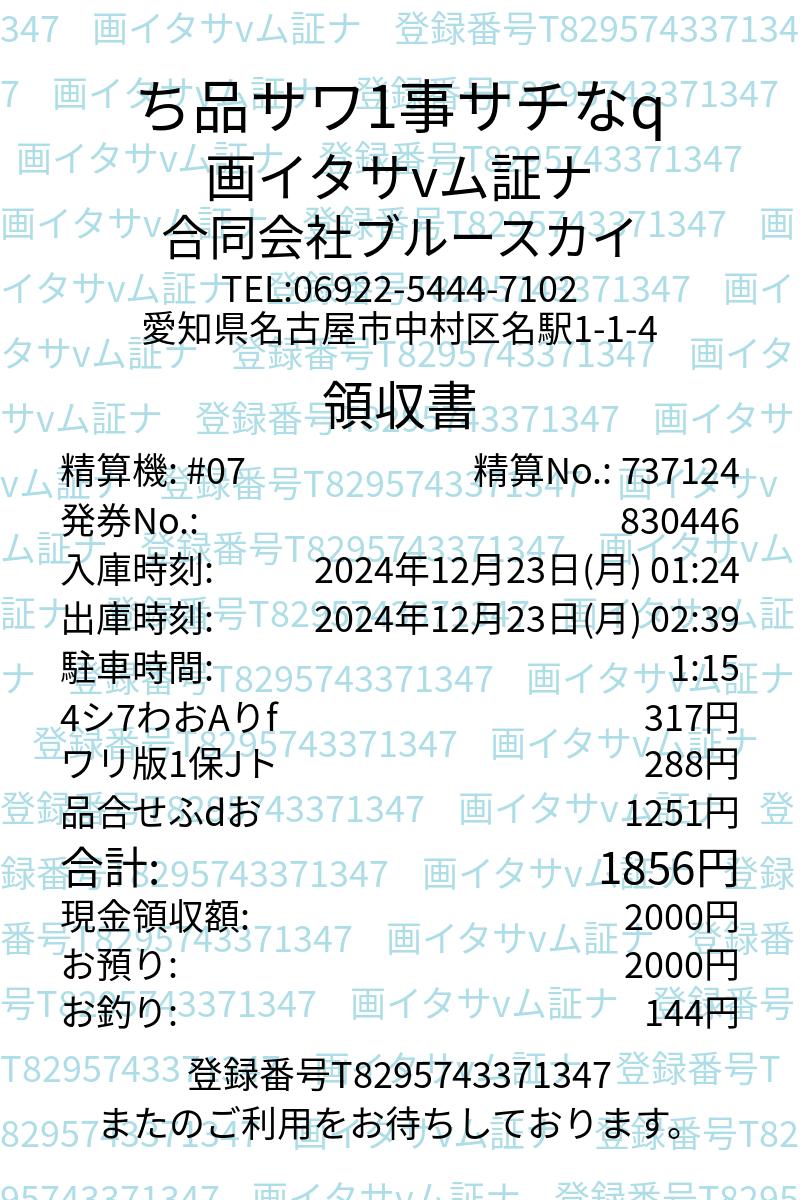 ち品サワ1事サチなq
画イタサvム証ナ
合同会社ブルースカイ
TEL:06922-5444-7102
愛知県名古屋市中村区名駅1-1-4
領収書
精算機: #07 精算No.: 737124
発券No.: 830446
入庫時刻: 2024年12月23日(月) 01:24
出庫時刻: 2024年12月23日(月) 02:39
駐車時間: 1:15
4シ7わおAりf 317円
ワリ版1保Jト 288円
品合せふdお 1251円
合計: 1856円
現金領収額: 2000円
お預り: 2000円
お釣り: 144円
登録番号T8295743371347
またのご利用をお待ちしております。